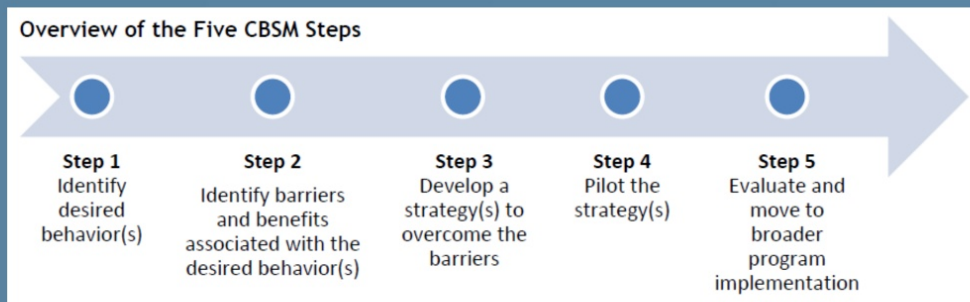 Overview of the Five CBSM Steps
Step 1
Identify
desired
behavior(s)
Step 2
Identify barriers
and benefits
associated with the
desired behavior(s)
Step 3
Develop a
strategy(s) to
overcome the
barriers
Step 4
Pilot the
strategy(s)
Step 5
Evaluate and
move to
broader
program
implementation